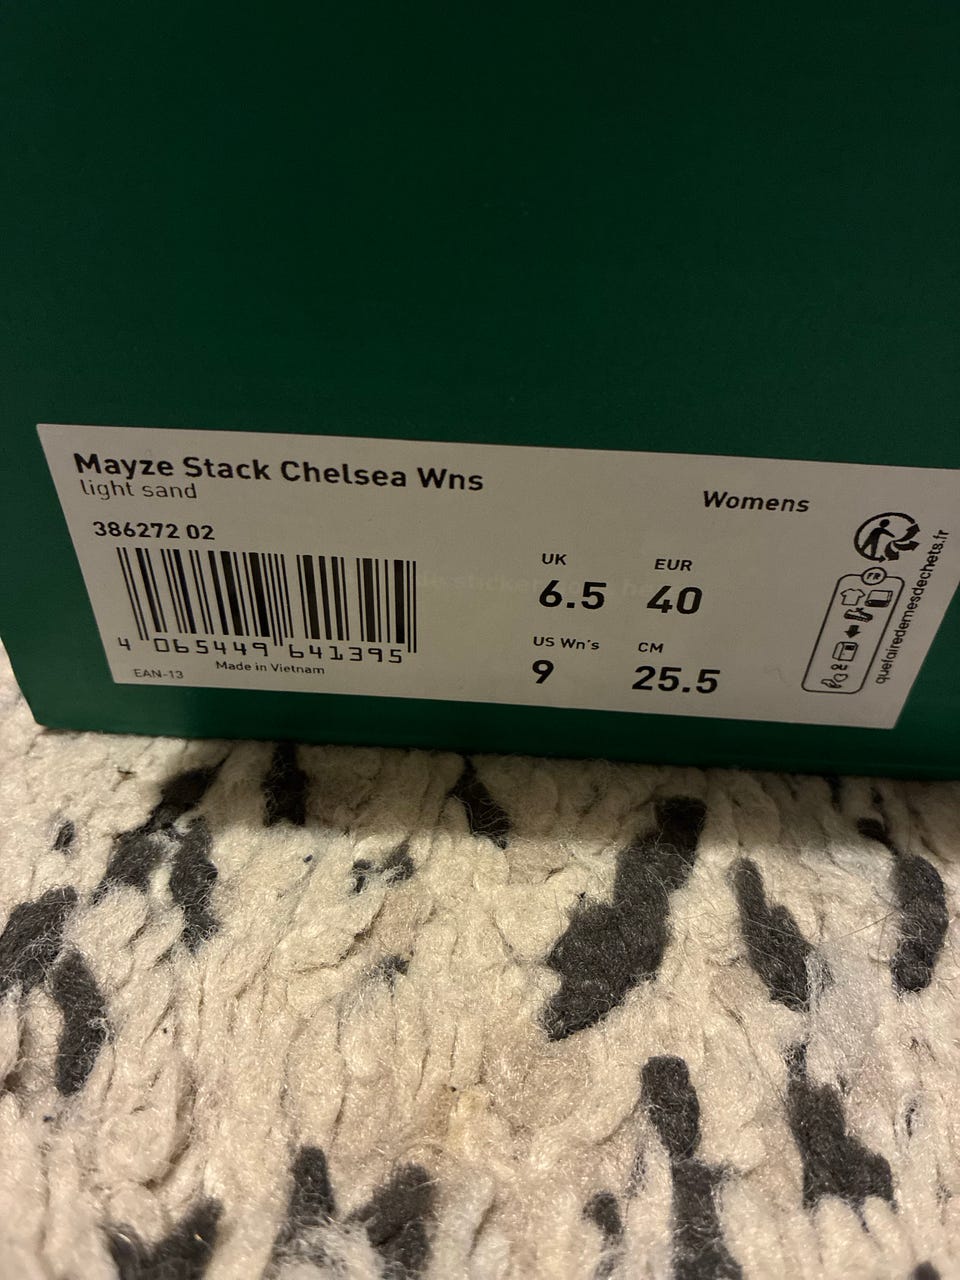 Mayze Stack Chelsea Wns
light sand
Womens
386272 02
UK
EUR
6.5
40
US Wn's
CM
9
25.5
4 065449 641395
Made in Vietnam
EAN-13
FR
quefairedemesdechets.fr